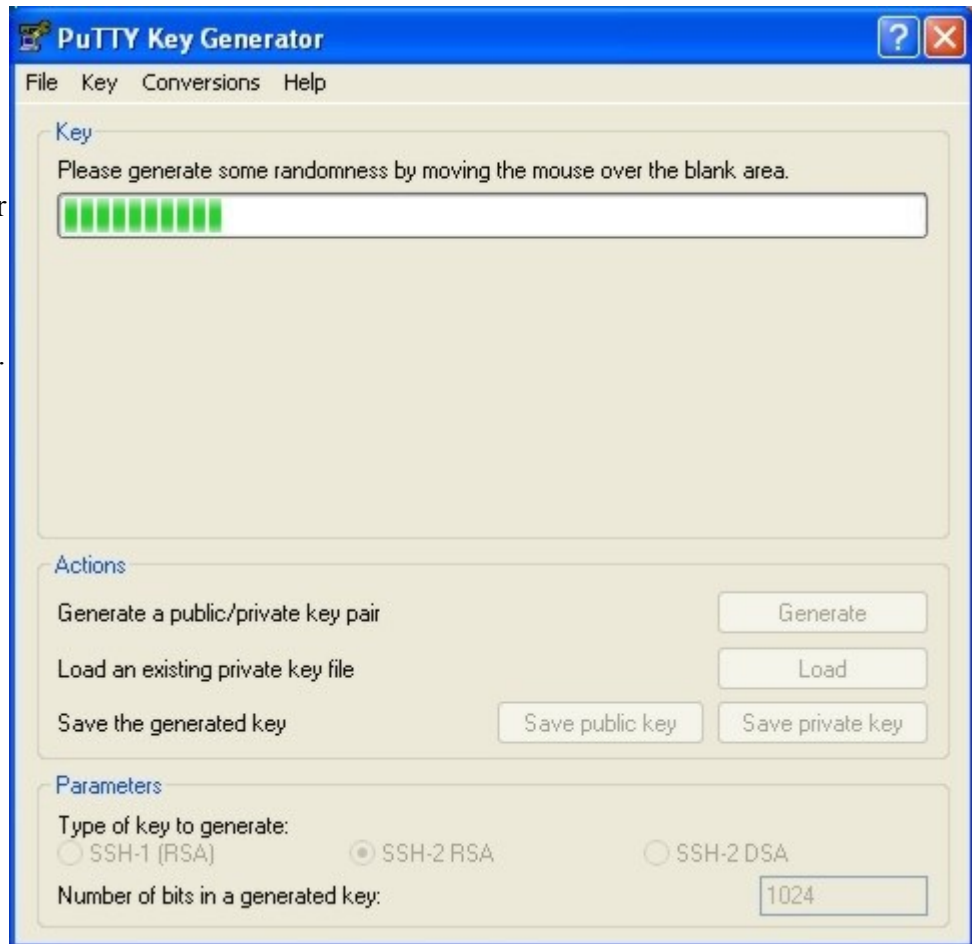 PuTTY Key Generator
?
File Key Conversions Help
Key
Please generate some randomness by moving the mouse over the blank area.
r
Actions
Generate a public/private key pair Generate
Load an existing private key file Load
Save the generated key Save public key Save private key
Parameters
Type of key to generate:
SSH-1 (RSA) SSH-2 RSA SSH-2 DSA
Number of bits in a generated key: 1024